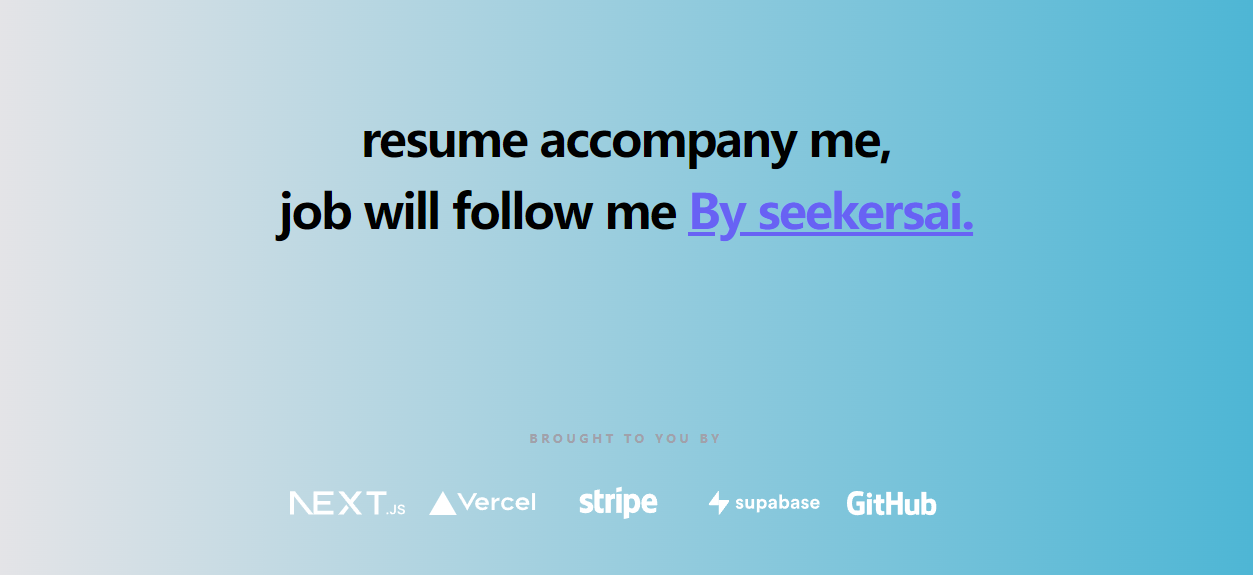 resume accompany me,
job will follow me By seekersai.
BROUGHT TO YOU BY
NEXT.JS Vercel stripe supabase GitHub